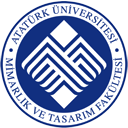 ATATÜRK ÜNİVERSİTESİ
MİMARLIK VE TASARIM FAKÜLTESİ